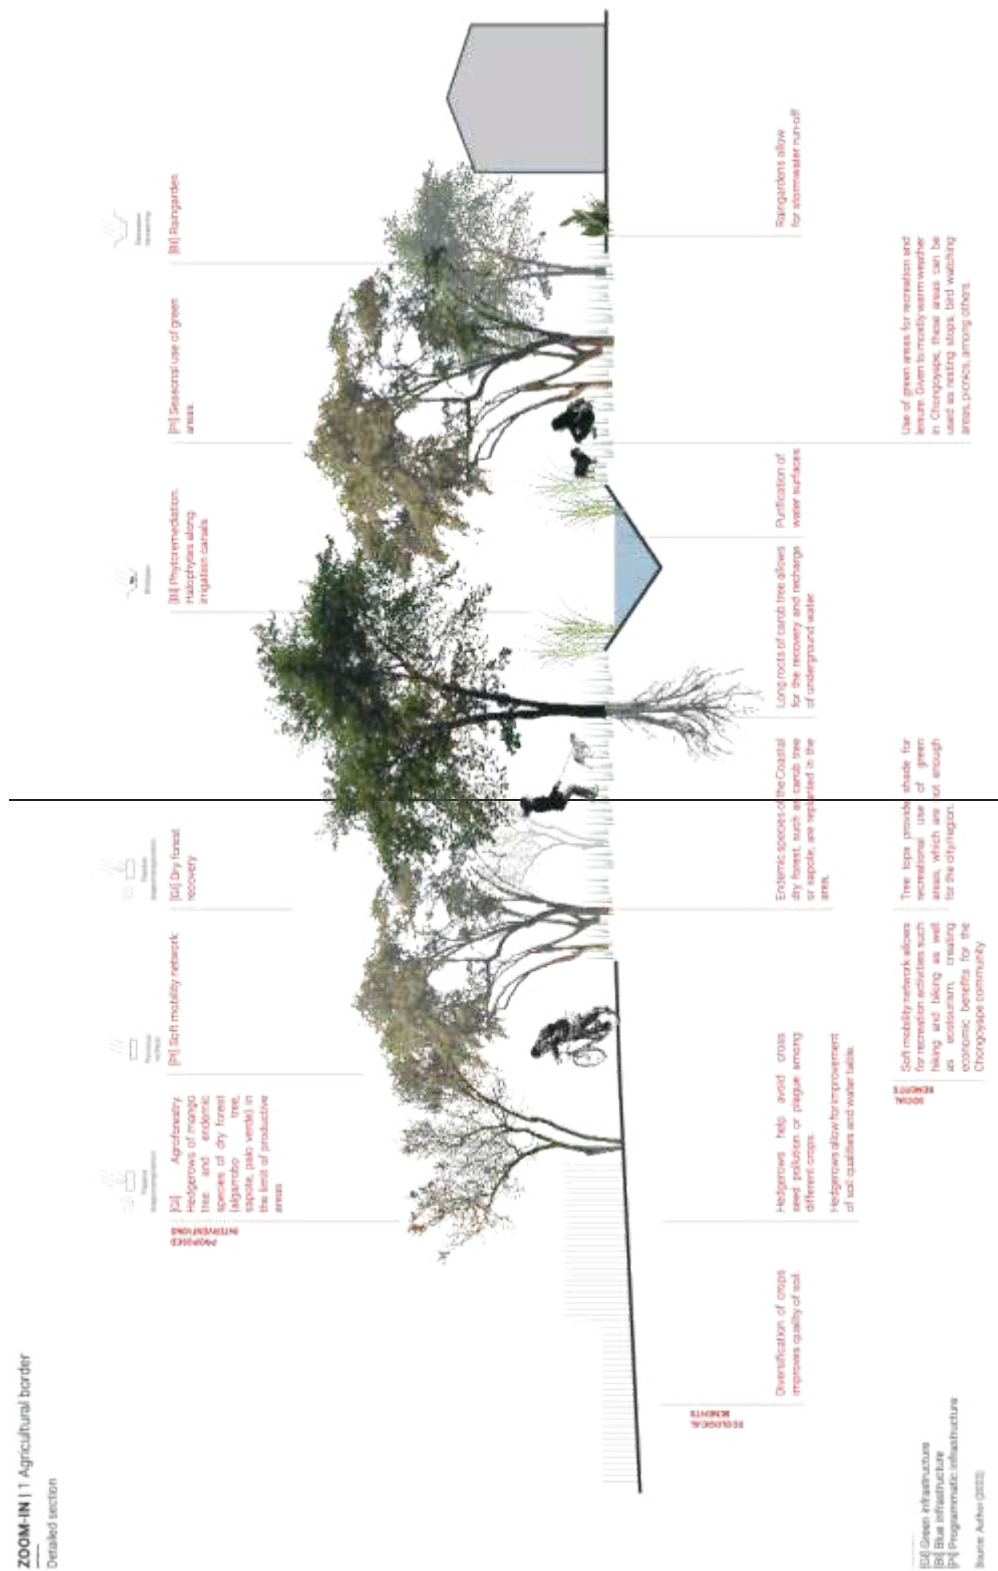 ZOOM-IN | 1 Agricultural border
Detailed section
PROPOSED
INTERVENTIONS
[GI] Agroforestry.
Hedgerows of mango
tree and endemic
species of dry forest
(algarrobo tree,
sapote, palo verde) in
the limit of productive
areas
[PI] Soft mobility network
[GI] Dry forest
recovery
[BI] Phytoremediation.
Halophytes along
irrigation canals
[PI] Seasonal use of green
areas.
[BI] Raingarden
ECOLOGICAL
BENEFITS
Diversification of crops
improves quality of soil.
Hedgerows help avoid cross
seed pollution or plague among
different crops.
Hedgerows allow for improvement
of soil qualities and water table.
Endemic species of the Coastal
dry forest, such as carob tree
or sapote, are replanted in the
area.
Long roots of carob tree allows
for the recovery and recharge
of underground water.
Purification of
water surfaces
Raingardens allow
for stormwater run-off
SOCIAL
BENEFITS
Soft mobility network allows
for recreation activities such
hiking and biking as well
as ecotourism, creating
economic benefits for the
Chongoyape community.
Tree tops provide shade for
recreational use of green
areas, which are not enough
for the city/region.
Use of green areas for recreation and
leisure. Given to mostly warm weather
in Chongoyape, these areas can be
used as resting stops, bird watching
areas, picnics, among others.
[GI] Green infrastructure
[BI] Blue infrastructure
[PI] Programmatic infrastructure
Source: Author (2022)